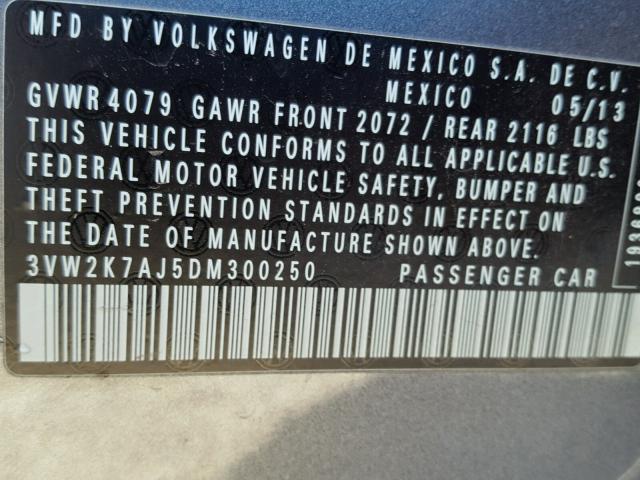 MFD BY VOLKSWAGEN DE MEXICO S.A. DE C.V.
MEXICO 05/13
GVWR 4079 GAWR FRONT 2072 / REAR 2116 LBS
THIS VEHICLE CONFORMS TO ALL APPLICABLE U.S.
FEDERAL MOTOR VEHICLE SAFETY, BUMPER AND
THEFT PREVENTION STANDARDS IN EFFECT ON
THE DATE OF MANUFACTURE SHOWN ABOVE.
3VW2K7AJ5DM300250 PASSENGER CAR